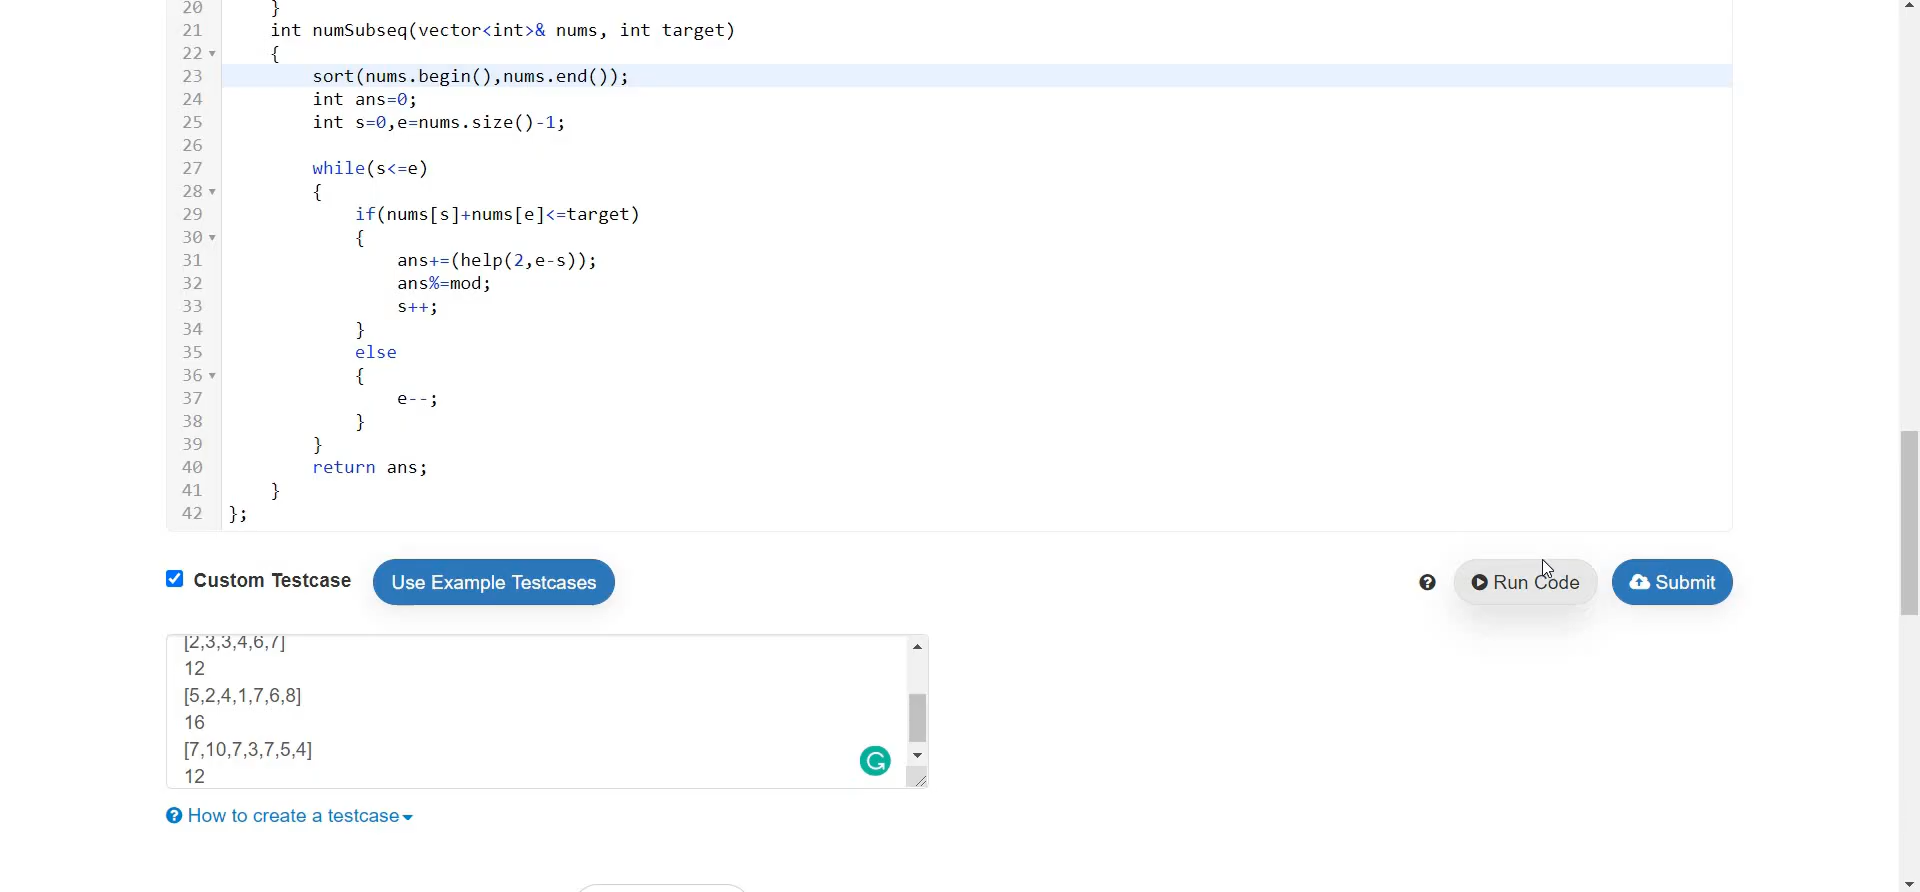 20 }
21 int numSubseq(vector<int>& nums, int target)
22 {
23 sort(nums.begin(),nums.end());
24 int ans=0;
25 int s=0,e=nums.size()-1;
26
27 while(s<=e)
28 {
29 if(nums[s]+nums[e]<=target)
30 {
31 ans+=(help(2,e-s));
32 ans%=mod;
33 s++;
34 }
35 else
36 {
37 e--;
38 }
39 }
40 return ans;
41 }
42 };
Custom Testcase Use Example Testcases ? Run Code Submit
[2,3,3,4,6,7]
12
[5,2,4,1,7,6,8]
16
[7,10,7,3,7,5,4]
12
? How to create a testcase